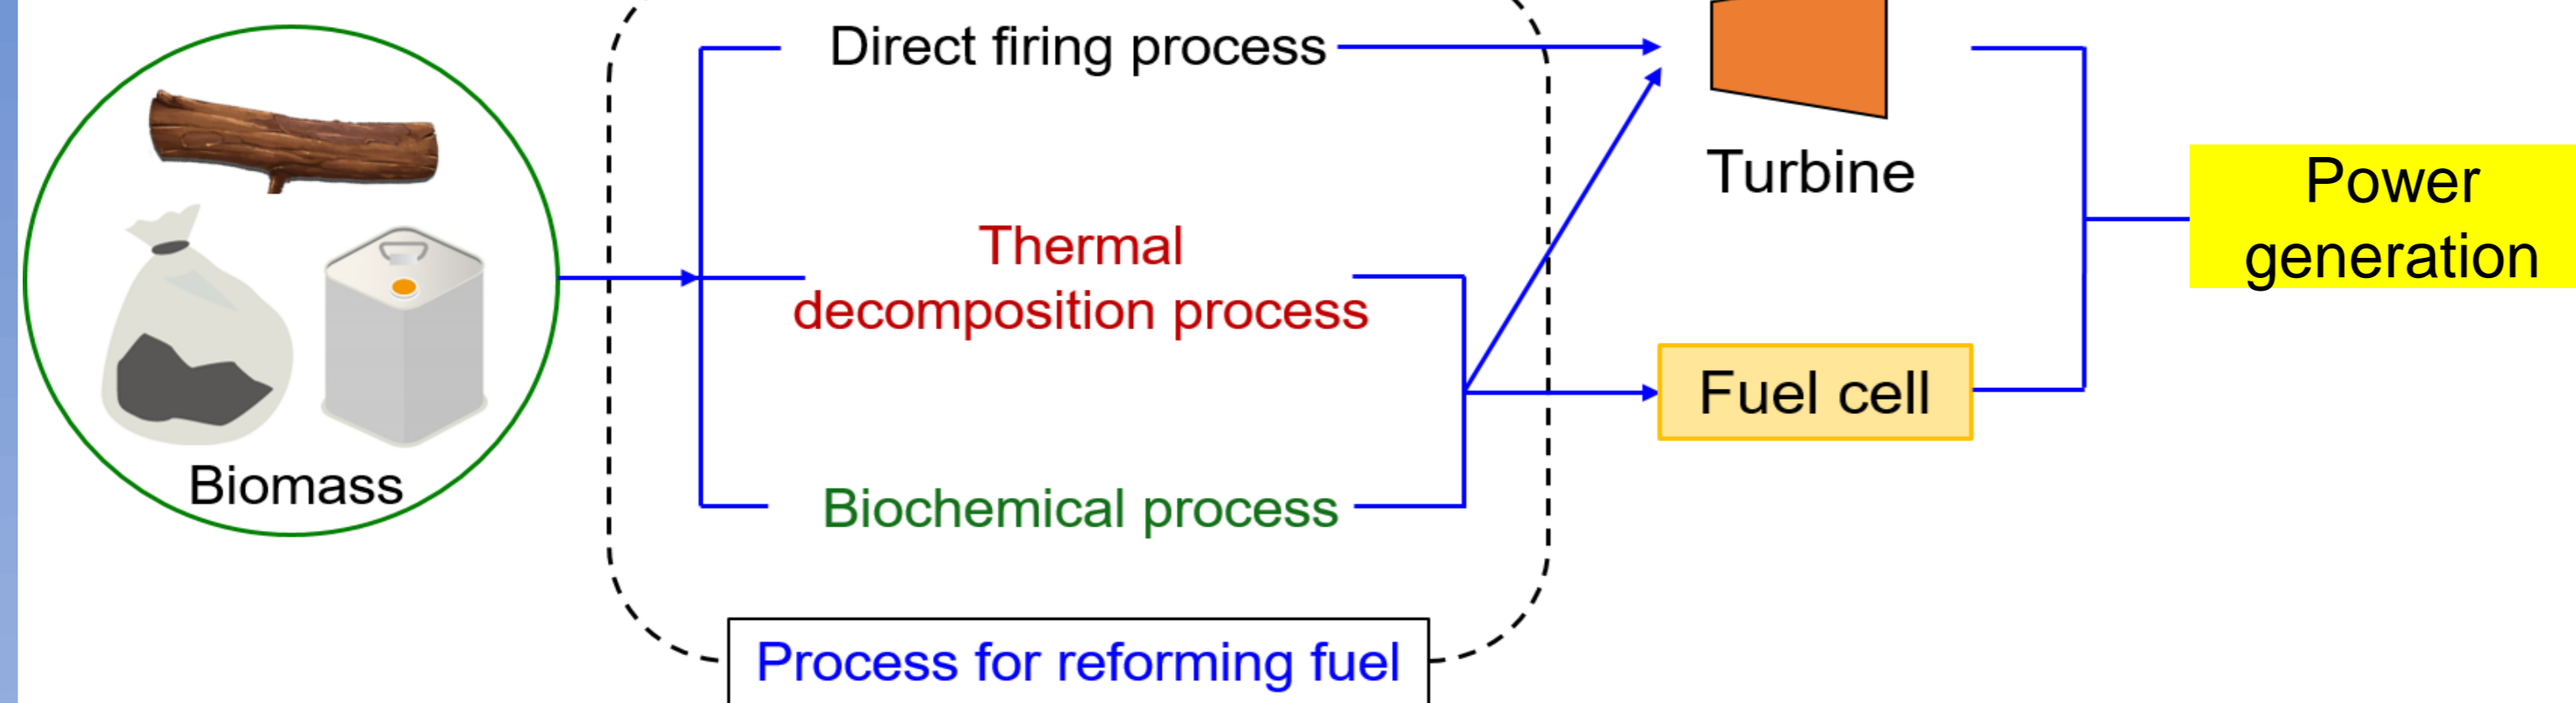 Direct firing process
Turbine
Power
generation
Thermal
decomposition process
Fuel cell
Biomass
Biochemical process
Process for reforming fuel